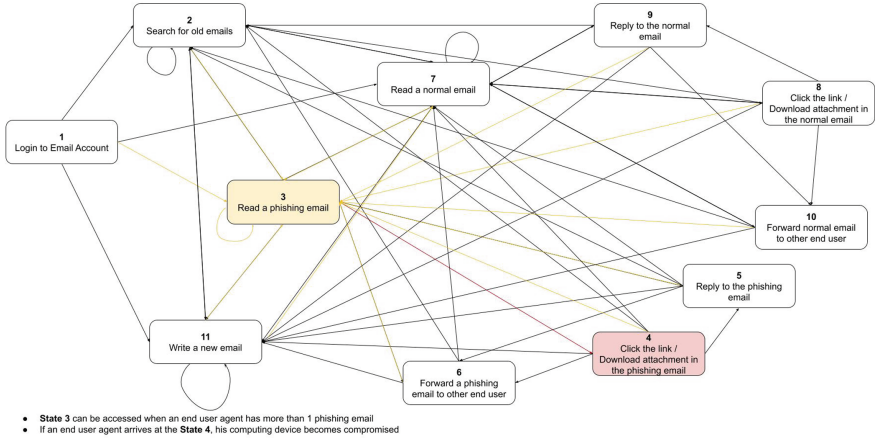 2
Search for old emails
9
Reply to the normal
email
7
Read a normal email
8
Click the link /
Download attachment in
the normal email
1
Login to Email Account
3
Read a phishing email
10
Forward normal email
to other end user
5
Reply to the phishing
email
11
Write a new email
4
Click the link /
Download attachment in
the phishing email
6
Forward a phishing
email to other end user
● State 3 can be accessed when an end user agent has more than 1 phishing email
● If an end user agent arrives at the State 4, his computing device becomes compromised